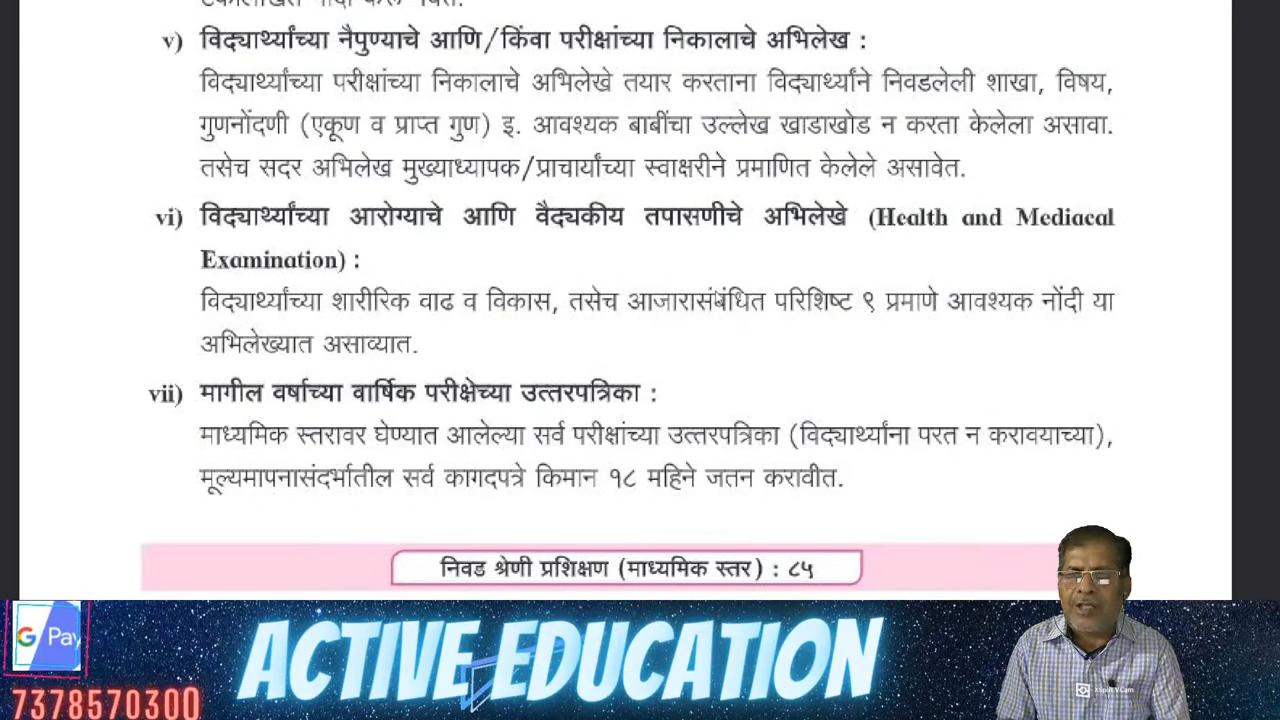 v) विद्यार्थ्यांच्या नैपुण्याचे आणि/किंवा परीक्षांच्या निकालाचे अभिलेख :
विद्यार्थ्यांच्या परीक्षांच्या निकालाचे अभिलेखे तयार करताना विद्यार्थ्याने निवडलेली शाखा, विषय,
गुणनोंदणी (एकूण व प्राप्त गुण) इ. आवश्यक बाबींचा उल्लेख खाडाखोड न करता केलेला असावा.
तसेच सदर अभिलेख मुख्याध्यापक/प्राचार्यांच्या स्वाक्षरीने प्रमाणित केलेले असावेत.
vi) विद्यार्थ्यांच्या आरोग्याचे आणि वैद्यकीय तपासणीचे अभिलेखे (Health and Mediacal
Examination) :
विद्यार्थ्यांच्या शारीरिक वाढ व विकास, तसेच आजारासंबंधित परिशिष्ट ९ प्रमाणे आवश्यक नोंदी या
अभिलेख्यात असाव्यात.
vii) मागील वर्षाच्या वार्षिक परीक्षेच्या उत्तरपत्रिका :
माध्यमिक स्तरावर घेण्यात आलेल्या सर्व परीक्षांच्या उत्तरपत्रिका (विद्यार्थ्यांना परत न करावयाच्या),
मूल्यमापनासंदर्भातील सर्व कागदपत्रे किमान १८ महिने जतन करावीत.
निवड श्रेणी प्रशिक्षण (माध्यमिक स्तर) : ८५
G Pay
ACTIVE EDUCATION
7378570300
XSplit VCam